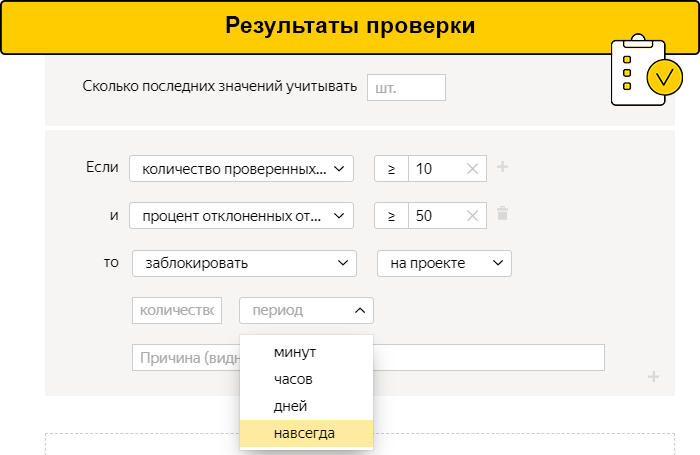 Результаты проверки
Сколько последних значений учитывать шт.
Если количество проверенных... ≥ 10
и процент отклоненных от... ≥ 50
то заблокировать на проекте
количество период
Причина (видн
минут
часов
дней
навсегда